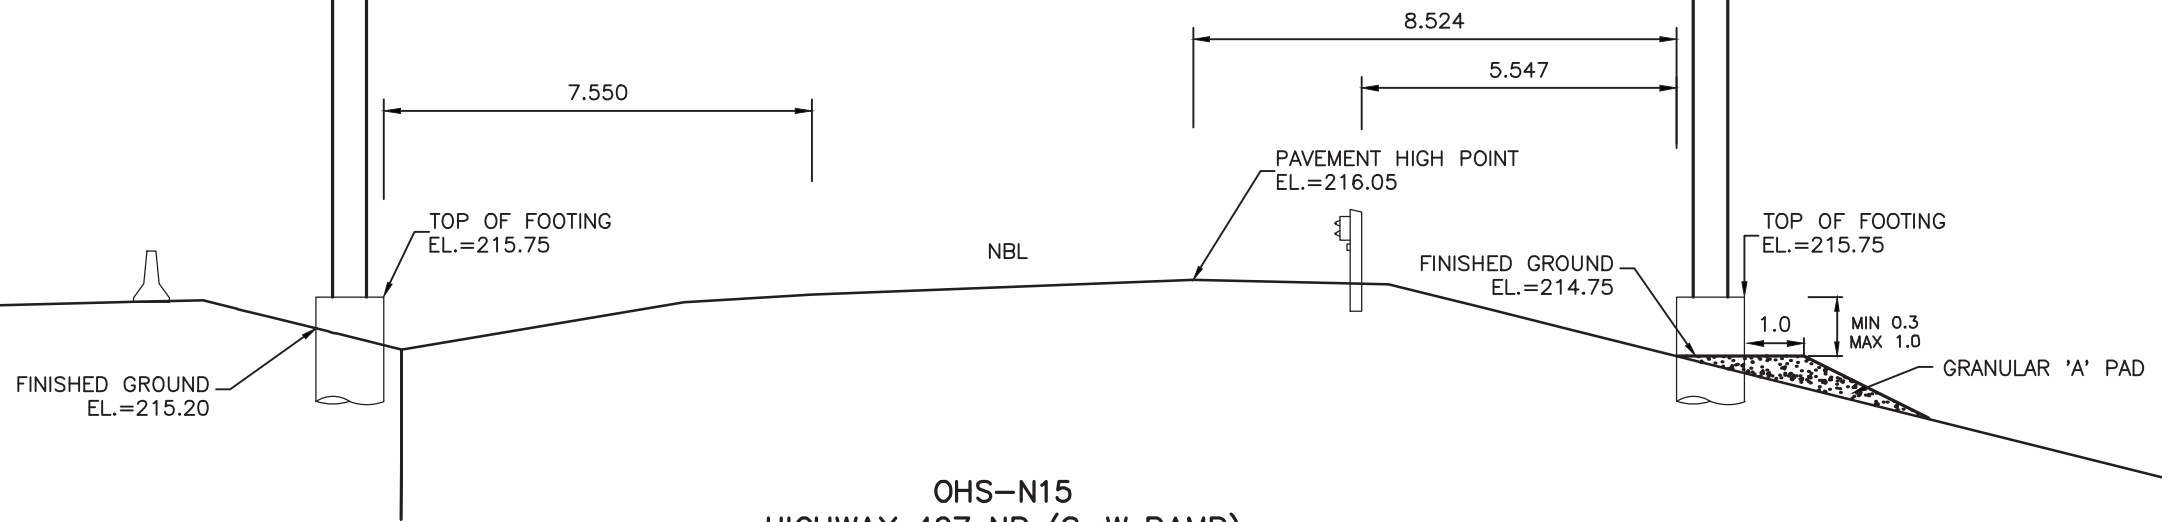 8.524
5.547
7.550
PAVEMENT HIGH POINT
EL.=216.05
TOP OF FOOTING
EL.=215.75
NBL
FINISHED GROUND
EL.=214.75
TOP OF FOOTING
EL.=215.75
1.0
MIN 0.3
MAX 1.0
GRANULAR 'A' PAD
FINISHED GROUND
EL.=215.20
OHS-N15
HIGHWAY